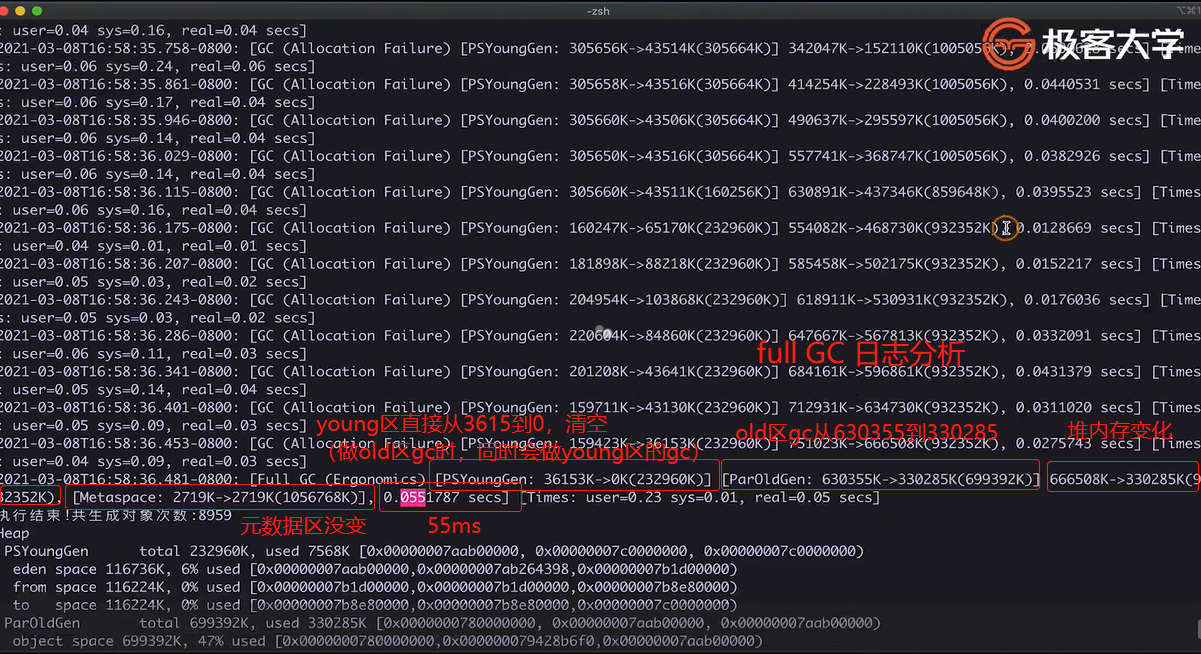 -zsh
: user=0.04 sys=0.16, real=0.04 secs]
2021-03-08T16:58:35.758-0800: [GC (Allocation Failure) [PSYoungGen: 305656K->43514K(305664K)] 342047K->152110K(1005056K), secs] [Time
极客大学
s: user=0.06 sys=0.24, real=0.06 secs]
2021-03-08T16:58:35.861-0800: [GC (Allocation Failure) [PSYoungGen: 305658K->43516K(305664K)] 414254K->228493K(1005056K), 0.0440531 secs] [Time
s: user=0.06 sys=0.17, real=0.04 secs]
2021-03-08T16:58:35.946-0800: [GC (Allocation Failure) [PSYoungGen: 305660K->43506K(305664K)] 490637K->295597K(1005056K), 0.0400200 secs] [Time
s: user=0.06 sys=0.14, real=0.04 secs]
2021-03-08T16:58:36.029-0800: [GC (Allocation Failure) [PSYoungGen: 305650K->43516K(305664K)] 557741K->368747K(1005056K), 0.0382926 secs] [Time
s: user=0.06 sys=0.14, real=0.04 secs]
2021-03-08T16:58:36.115-0800: [GC (Allocation Failure) [PSYoungGen: 305660K->43511K(160256K)] 630891K->437346K(859648K), 0.0395523 secs] [Times
: user=0.06 sys=0.16, real=0.04 secs]
2021-03-08T16:58:36.175-0800: [GC (Allocation Failure) [PSYoungGen: 160247K->65170K(232960K)] 554082K->468730K(932352K), 0.0128669 secs] [Times
: user=0.04 sys=0.01, real=0.01 secs]
2021-03-08T16:58:36.207-0800: [GC (Allocation Failure) [PSYoungGen: 181898K->88218K(232960K)] 585458K->502175K(932352K), 0.0152217 secs] [Times
: user=0.05 sys=0.03, real=0.02 secs]
2021-03-08T16:58:36.243-0800: [GC (Allocation Failure) [PSYoungGen: 204954K->103868K(232960K)] 618911K->530931K(932352K), 0.0176036 secs] [Time
s: user=0.05 sys=0.03, real=0.02 secs]
2021-03-08T16:58:36.286-0800: [GC (Allocation Failure) [PSYoungGen: 220604K->84860K(232960K)] 647667K->567813K(932352K), 0.0332091 secs] [Times
: user=0.06 sys=0.11, real=0.03 secs]
full GC 日志分析
2021-03-08T16:58:36.341-0800: [GC (Allocation Failure) [PSYoungGen: 201208K->43641K(232960K)] 684161K->596861K(932352K), 0.0431379 secs] [Times
: user=0.05 sys=0.14, real=0.04 secs]
2021-03-08T16:58:36.401-0800: [GC (Allocation Failure) [PSYoungGen: 159711K->43130K(232960K)] 712931K->634730K(932352K), 0.0311020 secs] [Times
: user=0.05 sys=0.09, real=0.03 secs]
young区直接从3615到0，清空
old区gc从630355到330285
堆内存变化
2021-03-08T16:58:36.453-0800: [GC (Allocation Failure) [PSYoungGen: 159423K->36153K(232960K)] 751023K->666508K(932352K), 0.0275743 secs] [Times
（做old区gc时，同时会做young区的gc）
: user=0.04 sys=0.09, real=0.03 secs]
2021-03-08T16:58:36.481-0800: [Full GC (Ergonomics) [PSYoungGen: 36153K->0K(232960K)] [ParOldGen: 630355K->330285K(699392K)] 666508K->330285K(9
32352K), [Metaspace: 2719K->2719K(1056768K)], 0.0551787 secs] [Times: user=0.23 sys=0.01, real=0.05 secs]
执行结束!共生成对象次数:8959
元数据区没变
55ms
Heap
PSYoungGen total 232960K, used 7568K [0x00000007aab00000, 0x00000007c0000000, 0x00000007c0000000)
eden space 116736K, 6% used [0x00000007aab00000,0x00000007ab264398,0x00000007b1d00000)
from space 116224K, 0% used [0x00000007b1d00000,0x00000007b1d00000,0x00000007b8e80000)
to space 116224K, 0% used [0x00000007b8e80000,0x00000007b8e80000,0x00000007c0000000)
ParOldGen total 699392K, used 330285K [0x0000000780000000, 0x00000007aab00000, 0x00000007aab00000)
object space 699392K, 47% used [0x0000000780000000,0x000000079428b6f0,0x00000007aab00000)